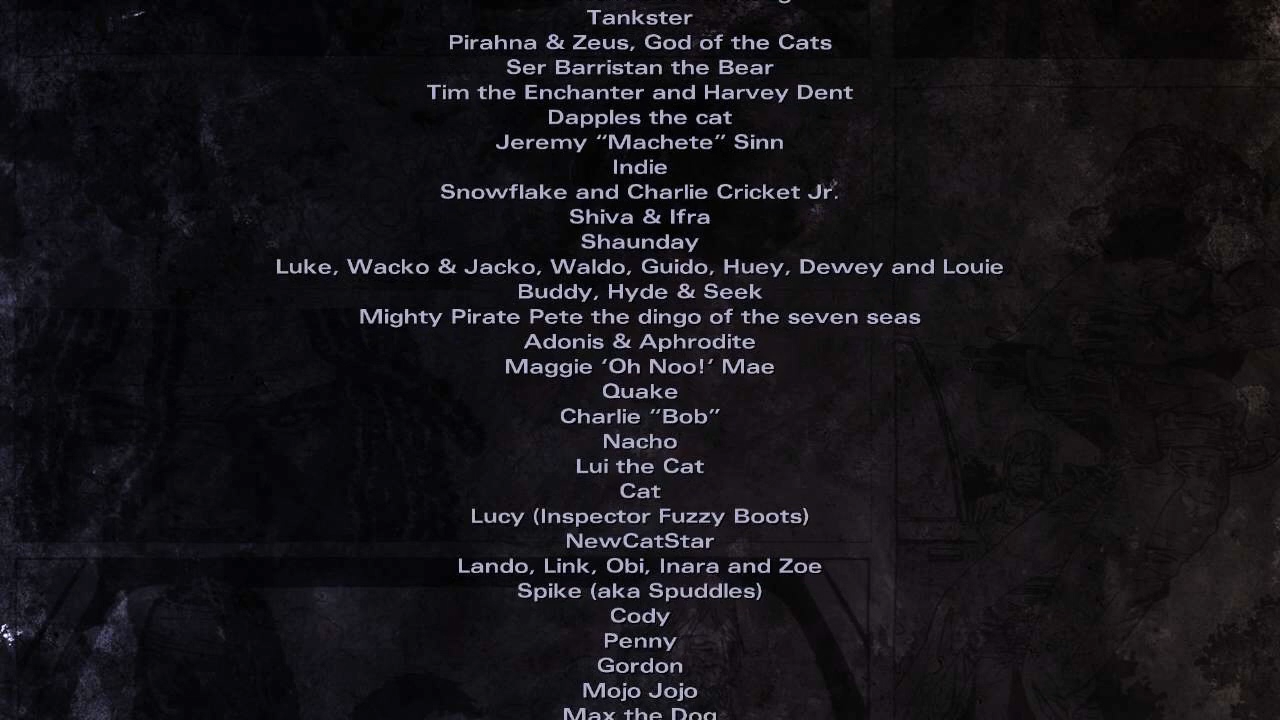 Tankster
Pirahna & Zeus, God of the Cats
Ser Barristan the Bear
Tim the Enchanter and Harvey Dent
Dapples the cat
Jeremy “Machete” Sinn
Indie
Snowflake and Charlie Cricket Jr.
Shiva & Ifra
Shaunday
Luke, Wacko & Jacko, Waldo, Guido, Huey, Dewey and Louie
Buddy, Hyde & Seek
Mighty Pirate Pete the dingo of the seven seas
Adonis & Aphrodite
Maggie ‘Oh Noo!’ Mae
Quake
Charlie “Bob”
Nacho
Lui the Cat
Cat
Lucy (Inspector Fuzzy Boots)
NewCatStar
Lando, Link, Obi, Inara and Zoe
Spike (aka Spuddles)
Cody
Penny
Gordon
Mojo Jojo
Max the Dog